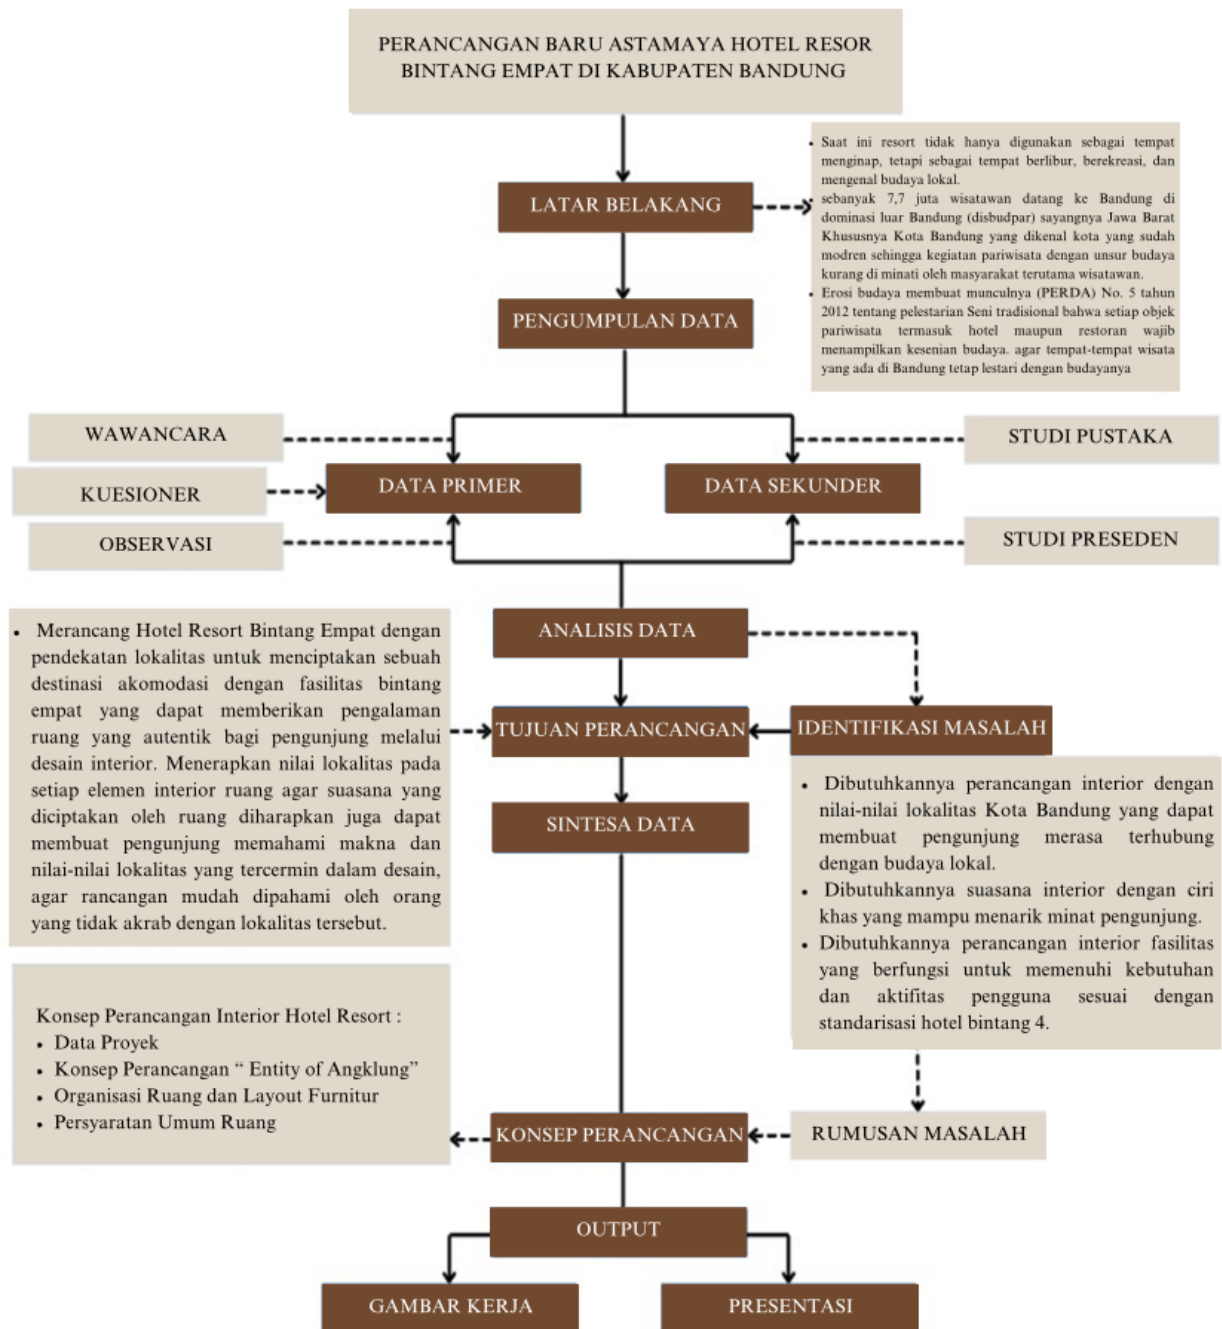 PERANCANGAN BARU ASTAMAYA HOTEL RESOR
BINTANG EMPAT DI KABUPATEN BANDUNG
LATAR BELAKANG
• Saat ini resort tidak hanya digunakan sebagai tempat
menginap, tetapi sebagai tempat berlibur, berekreasi, dan
mengenal budaya lokal.
• sebanyak 7,7 juta wisatawan datang ke Bandung di
dominasi luar Bandung (disbudpar) sayangnya Jawa Barat
Khususnya Kota Bandung yang dikenal kota yang sudah
modren sehingga kegiatan pariwisata dengan unsur budaya
kurang di minati oleh masyarakat terutama wisatawan.
• Erosi budaya membuat munculnya (PERDA) No. 5 tahun
2012 tentang pelestarian Seni tradisional bahwa setiap objek
pariwisata termasuk hotel maupun restoran wajib
menampilkan kesenian budaya. agar tempat-tempat wisata
yang ada di Bandung tetap lestari dengan budayanya
PENGUMPULAN DATA
WAWANCARA
KUESIONER
OBSERVASI
DATA PRIMER
DATA SEKUNDER
STUDI PUSTAKA
STUDI PRESEDEN
ANALISIS DATA
• Merancang Hotel Resort Bintang Empat dengan
pendekatan lokalitas untuk menciptakan sebuah
destinasi akomodasi dengan fasilitas bintang
empat yang dapat memberikan pengalaman
ruang yang autentik bagi pengunjung melalui
desain interior. Menerapkan nilai lokalitas pada
setiap elemen interior ruang agar suasana yang
diciptakan oleh ruang diharapkan juga dapat
membuat pengunjung memahami makna dan
nilai-nilai lokalitas yang tercermin dalam desain,
agar rancangan mudah dipahami oleh orang
yang tidak akrab dengan lokalitas tersebut.
TUJUAN PERANCANGAN
IDENTIFIKASI MASALAH
• Dibutuhkannya perancangan interior dengan
nilai-nilai lokalitas Kota Bandung yang dapat
membuat pengunjung merasa terhubung
dengan budaya lokal.
• Dibutuhkannya suasana interior dengan ciri
khas yang mampu menarik minat pengunjung.
• Dibutuhkannya perancangan interior fasilitas
yang berfungsi untuk memenuhi kebutuhan
dan aktifitas pengguna sesuai dengan
standarisasi hotel bintang 4.
SINTESA DATA
Konsep Perancangan Interior Hotel Resort :
• Data Proyek
• Konsep Perancangan “ Entity of Angklung”
• Organisasi Ruang dan Layout Furnitur
• Persyaratan Umum Ruang
KONSEP PERANCANGAN
RUMUSAN MASALAH
OUTPUT
GAMBAR KERJA
PRESENTASI